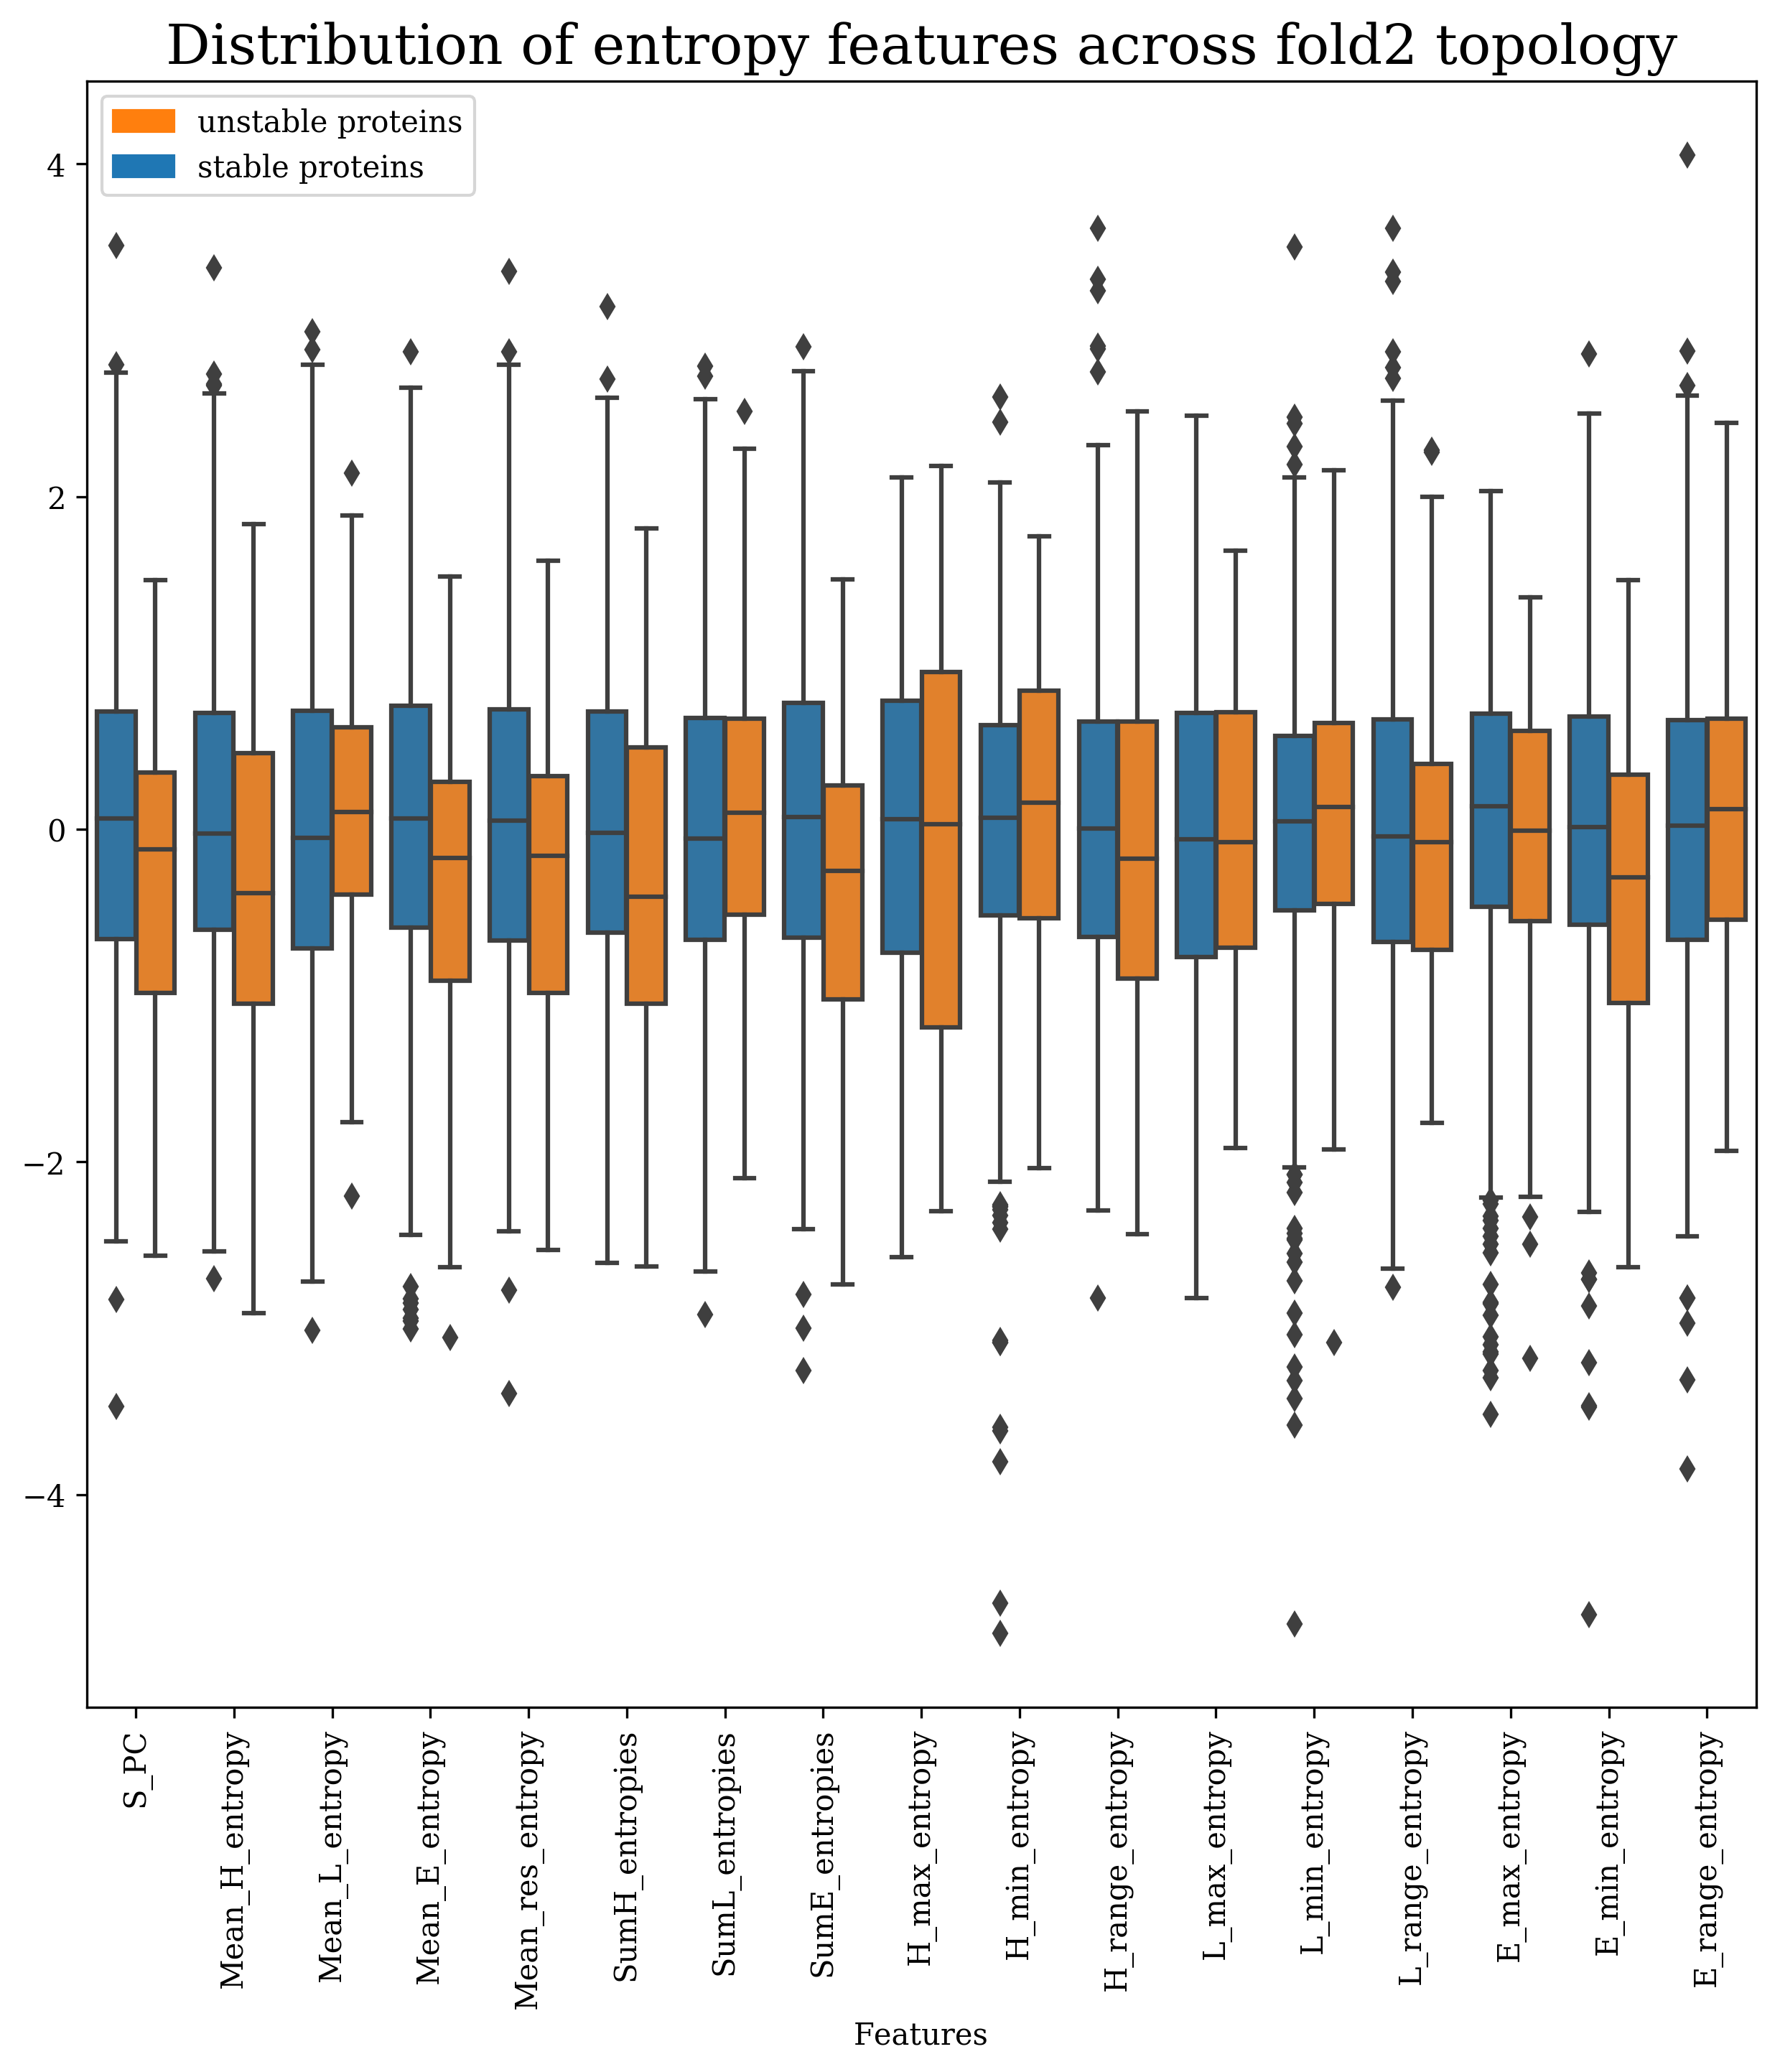 Distribution of entropy features across fold2 topology
unstable proteins
stable proteins
4
2
0
−2
−4
S_PC
Mean_H_entropy
Mean_L_entropy
Mean_E_entropy
Mean_res_entropy
SumH_entropies
SumL_entropies
SumE_entropies
H_max_entropy
H_min_entropy
H_range_entropy
L_max_entropy
L_min_entropy
L_range_entropy
E_max_entropy
E_min_entropy
E_range_entropy
Features